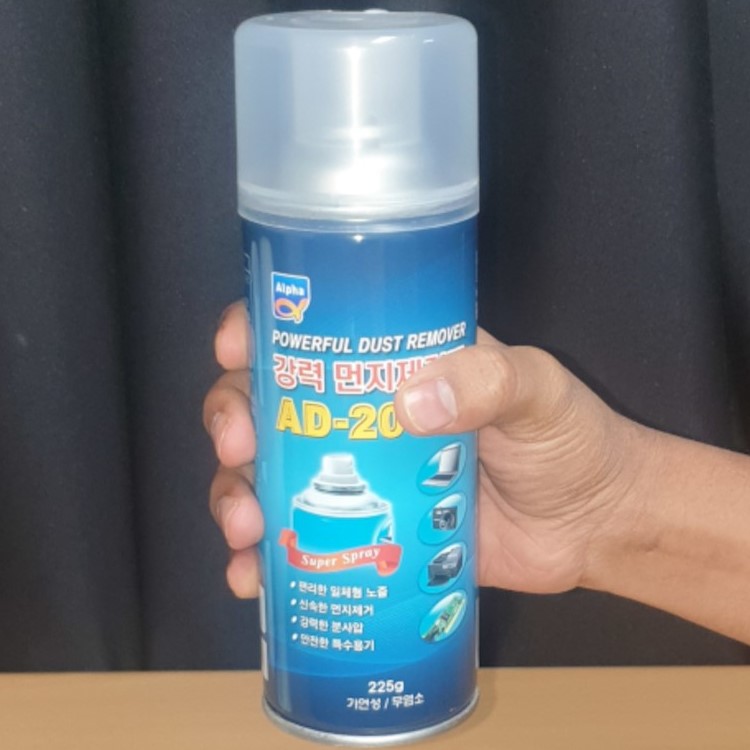 Alpha
POWERFUL DUST REMOVER
강력 먼지제
AD-20
Super Spray
• 편리한 일체형 노즐
• 신속한 먼지제거
• 강력한 분사압
• 안전한 특수용기
225g
가연성 / 무염소